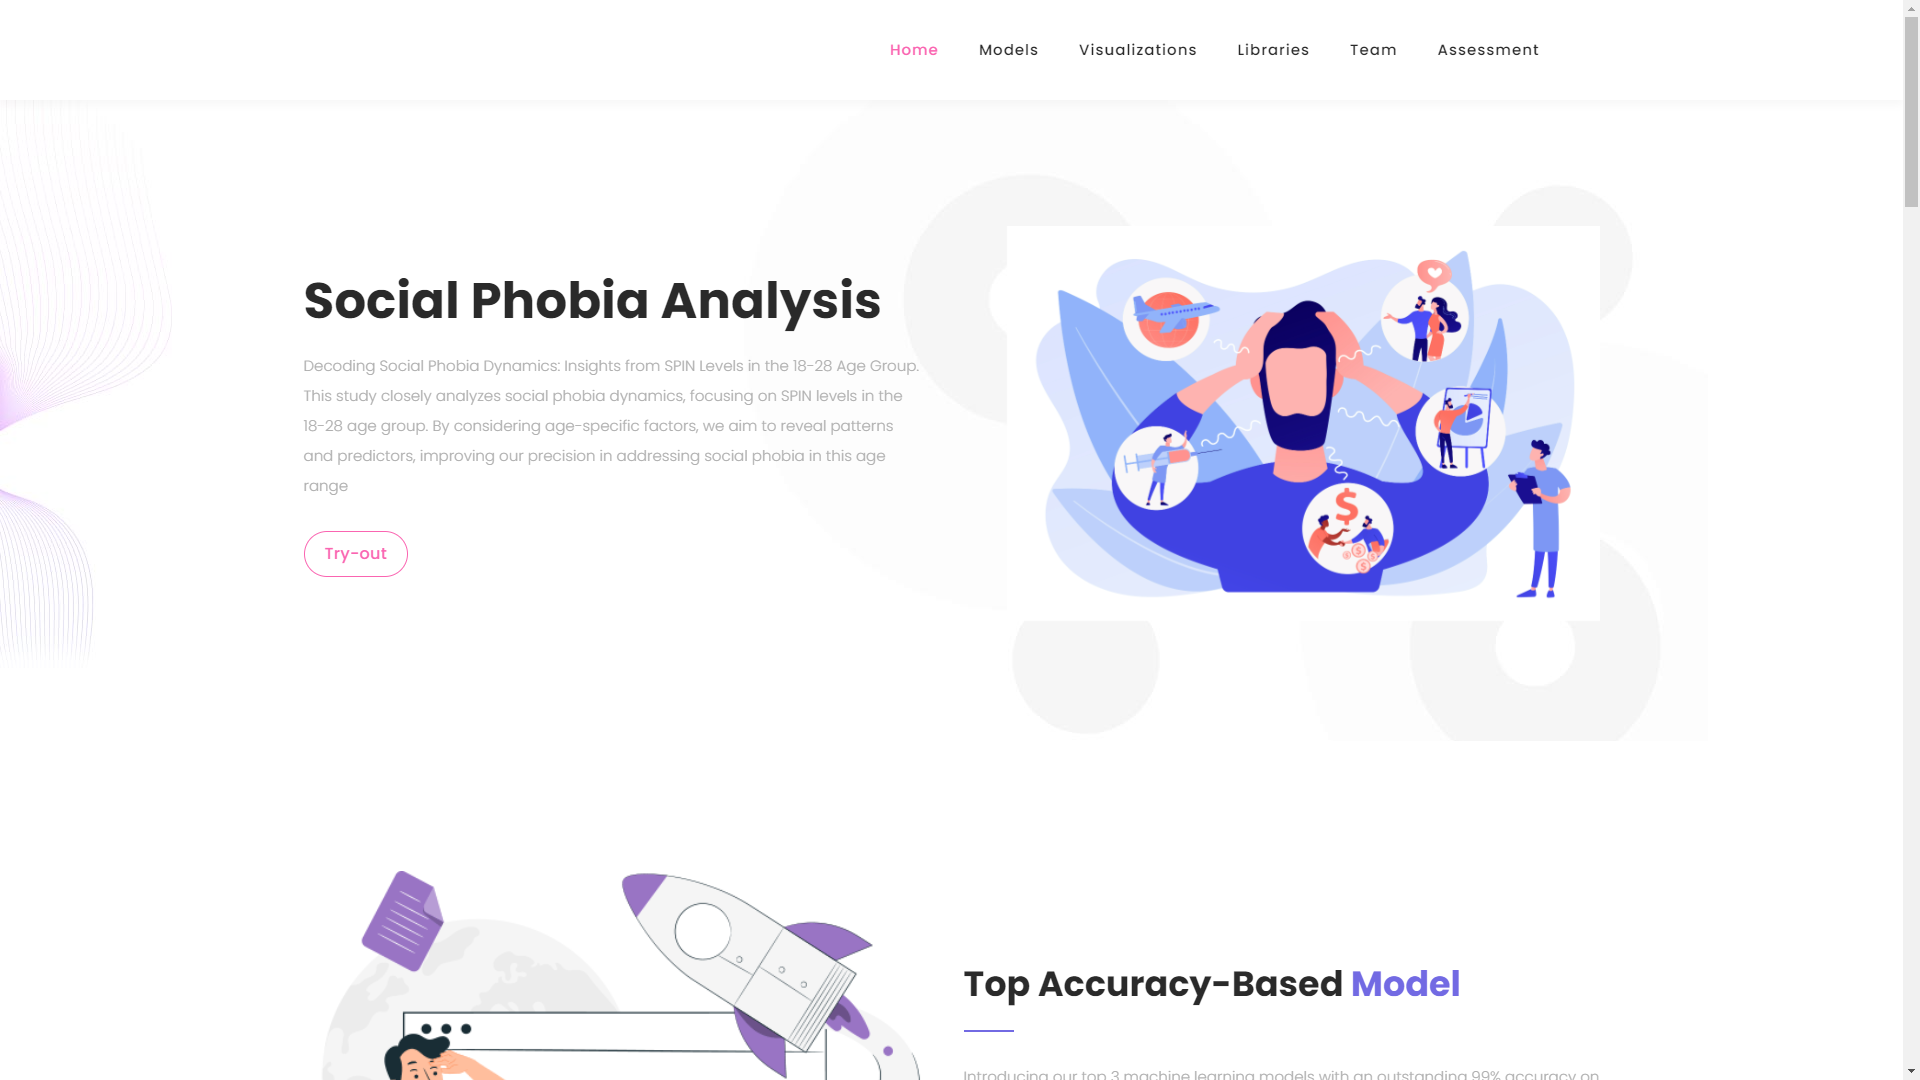 Home Models Visualizations Libraries Team Assessment
Social Phobia Analysis
Decoding Social Phobia Dynamics: Insights from SPIN Levels in the 18-28 Age Group.
This study closely analyzes social phobia dynamics, focusing on SPIN levels in the
18-28 age group. By considering age-specific factors, we aim to reveal patterns
and predictors, improving our precision in addressing social phobia in this age
range
Try-out
Top Accuracy-Based Model
Introducing our top 3 machine learning models with an outstanding 99% accuracy on